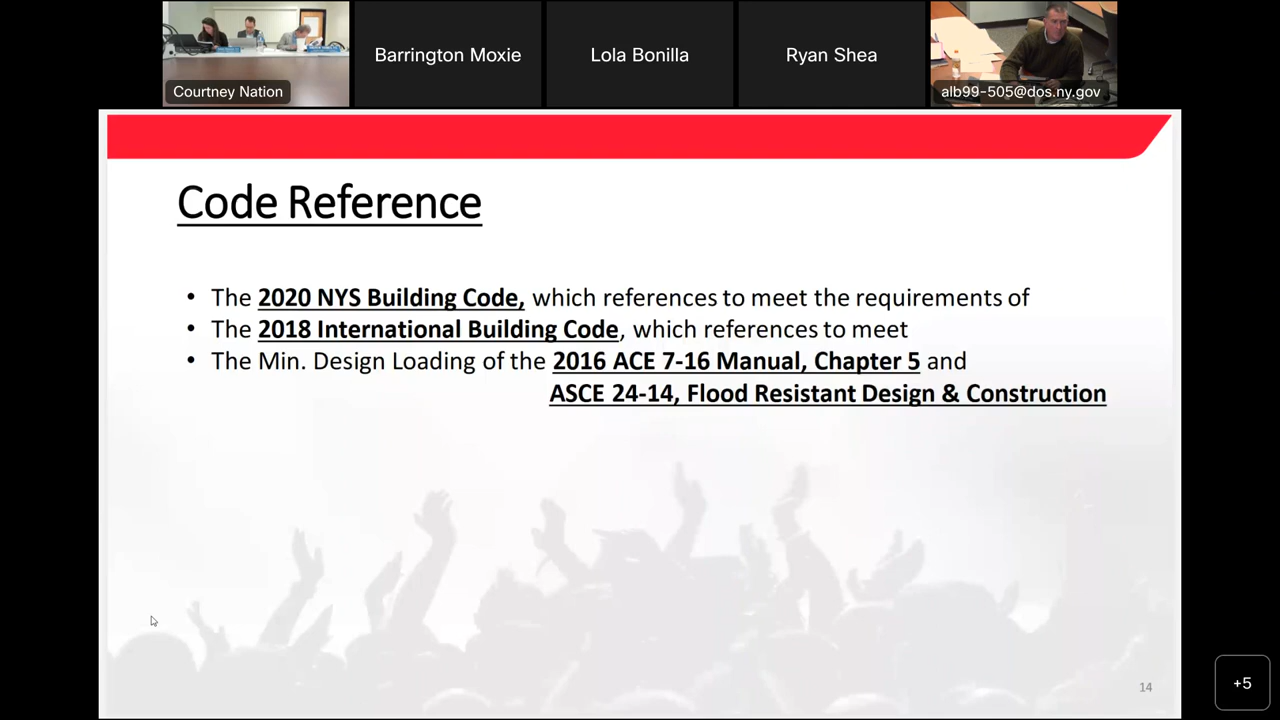 Courtney Nation
Barrington Moxie
Lola Bonilla
Ryan Shea
alb99-505@dos.ny.gov
Code Reference
• The 2020 NYS Building Code, which references to meet the requirements of
• The 2018 International Building Code, which references to meet
• The Min. Design Loading of the 2016 ACE 7-16 Manual, Chapter 5 and
ASCE 24-14, Flood Resistant Design & Construction
14
+5